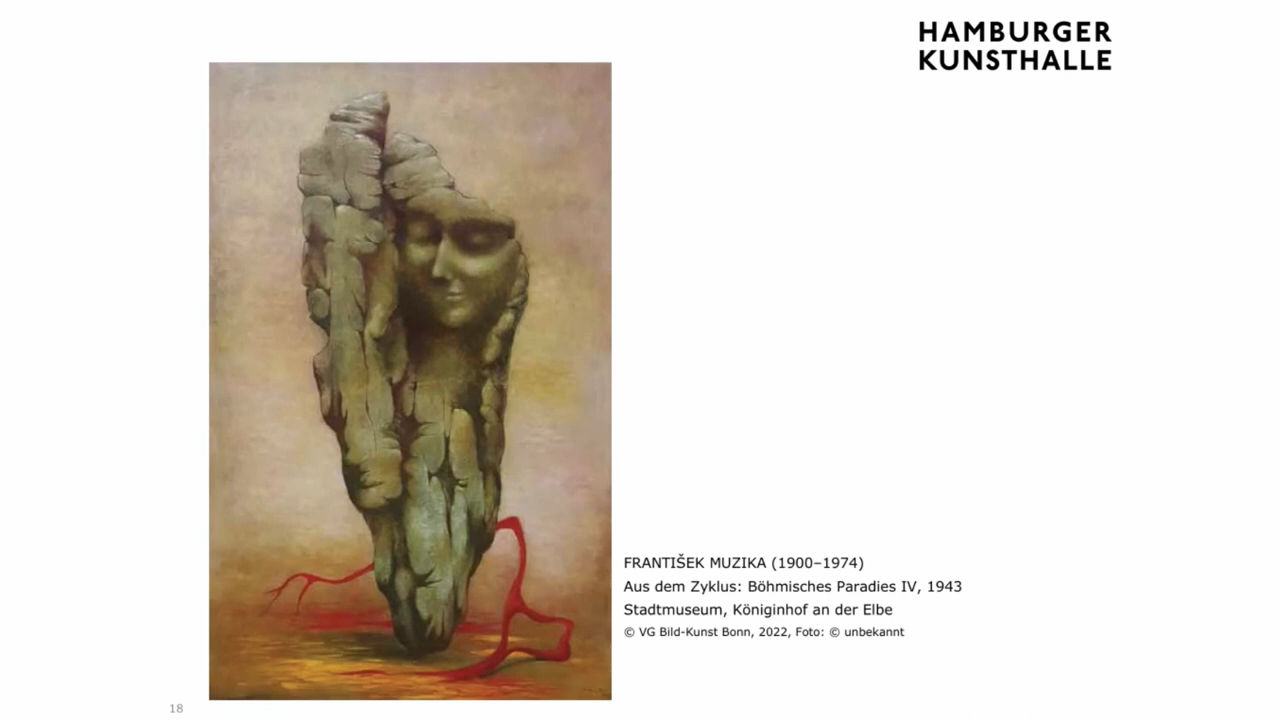 HAMBURGER
KUNSTHALLE
FRANTIŠEK MUZIKA (1900–1974)
Aus dem Zyklus: Böhmisches Paradies IV, 1943
Stadtmuseum, Königinhof an der Elbe
© VG Bild-Kunst Bonn, 2022, Foto: © unbekannt
18